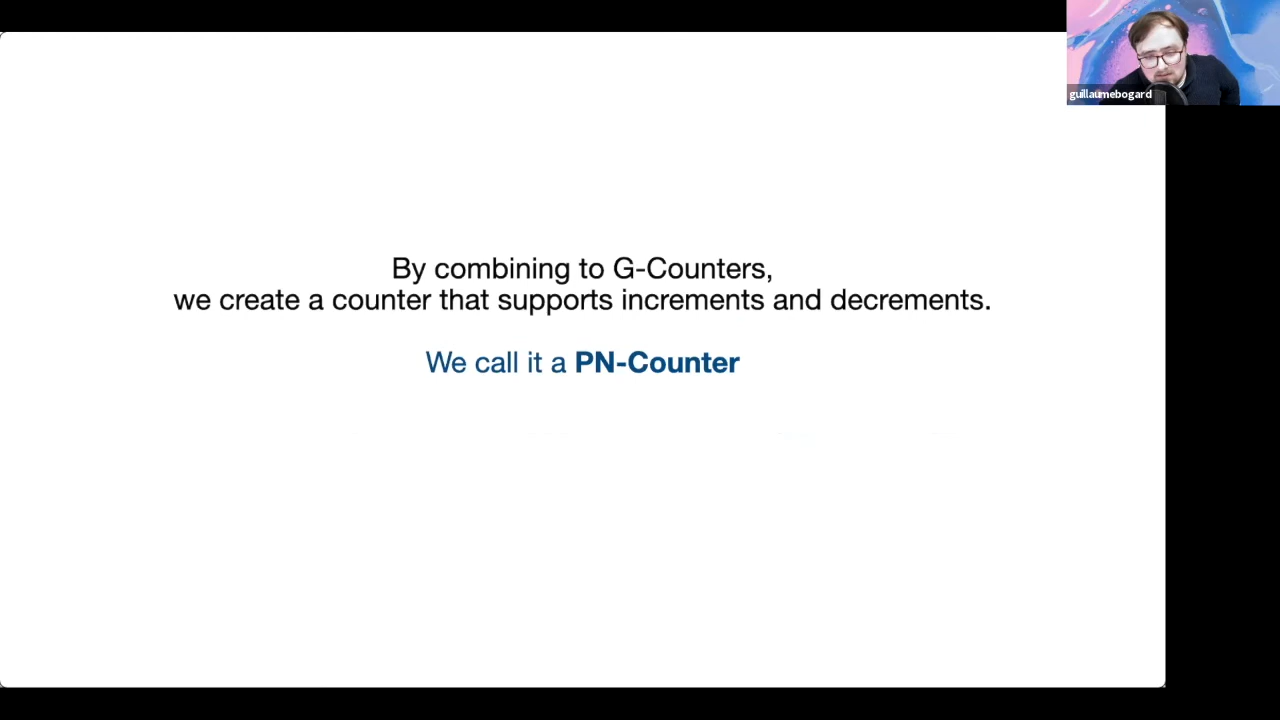 guillaumebogard
By combining to G-Counters,
we create a counter that supports increments and decrements.
We call it a PN-Counter